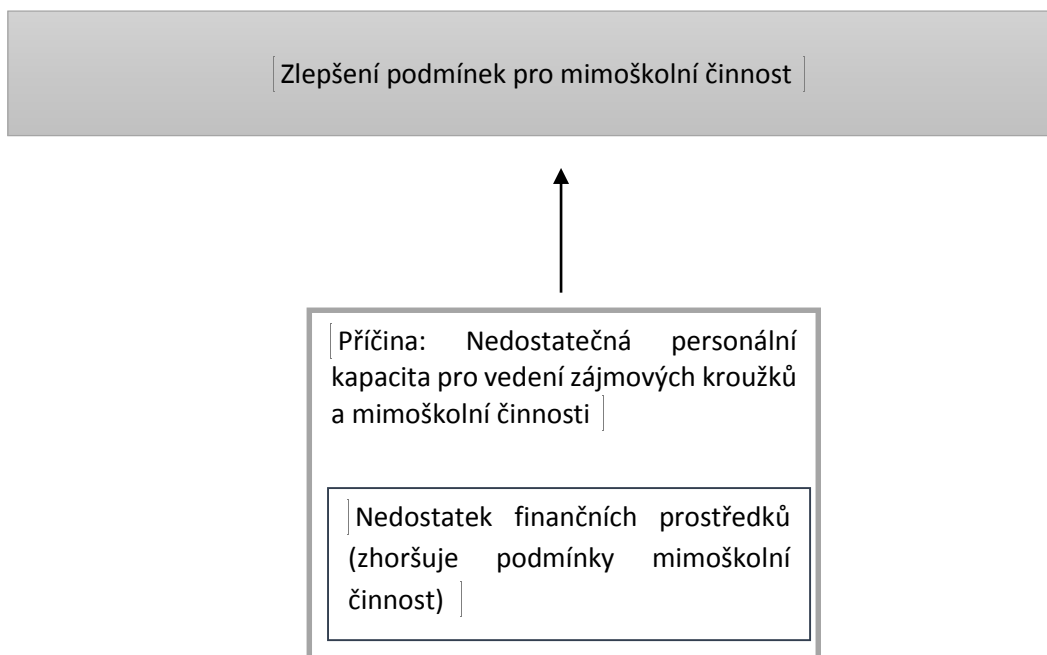 Zlepšení podmínek pro mimoškolní činnost
Příčina: Nedostatečná personální
kapacita pro vedení zájmových kroužků
a mimoškolní činnosti
Nedostatek finančních prostředků
(zhoršuje podmínky mimoškolní
činnost)